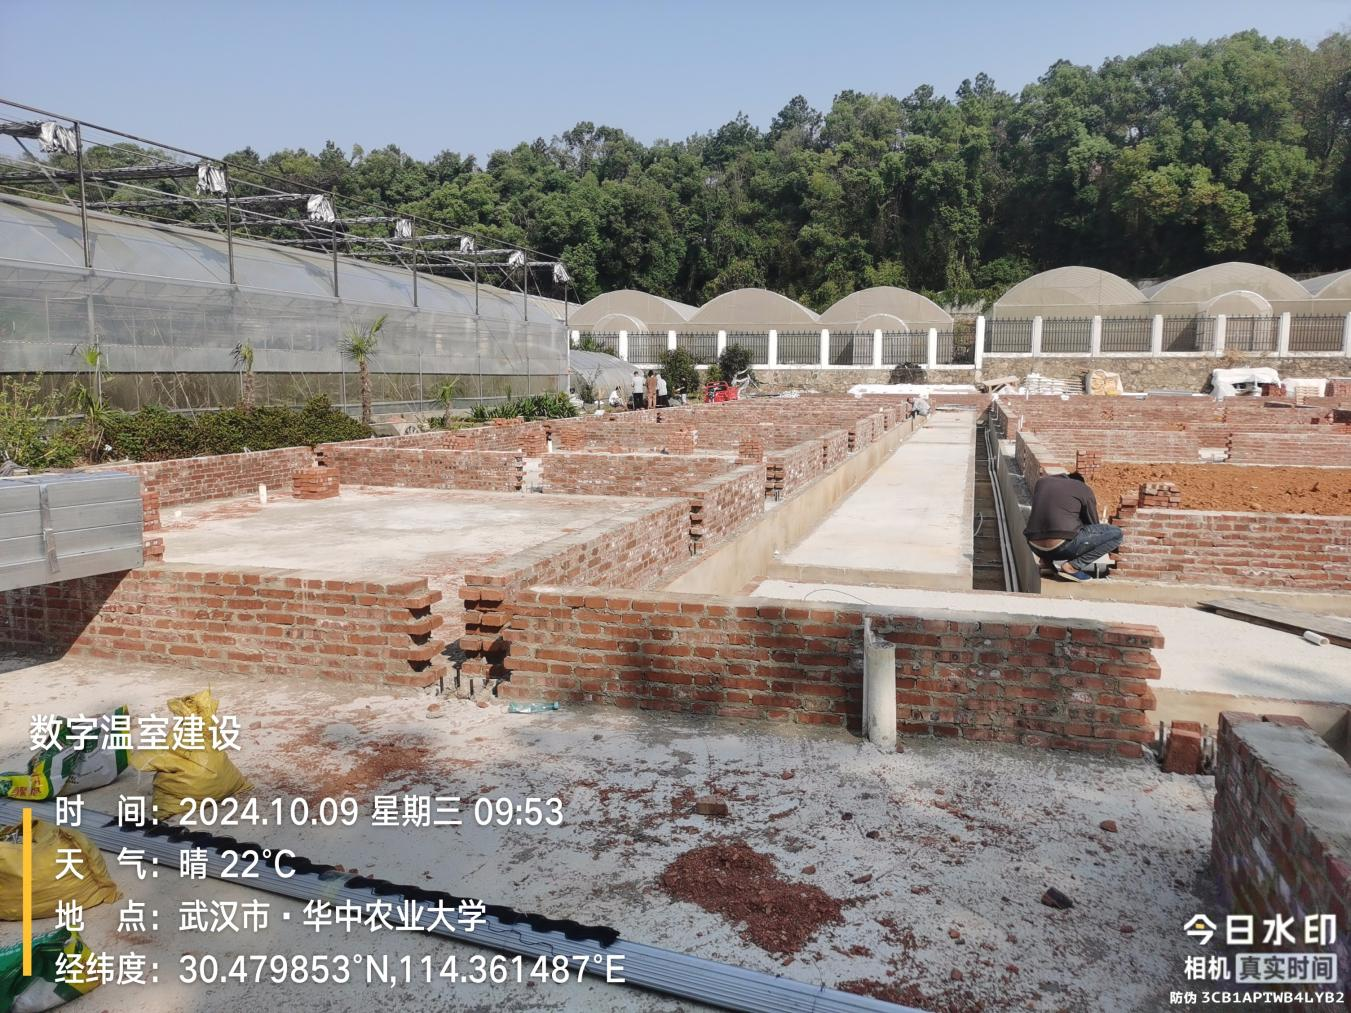 数字温室建设
时 间：2024.10.09 星期三 09:53
天 气：晴 22℃
地 点：武汉市·华中农业大学
经纬度：30.479853°N,114.361487°E
今日水印
相机 真实时间
防伪 3CB1APTWB4LYB2